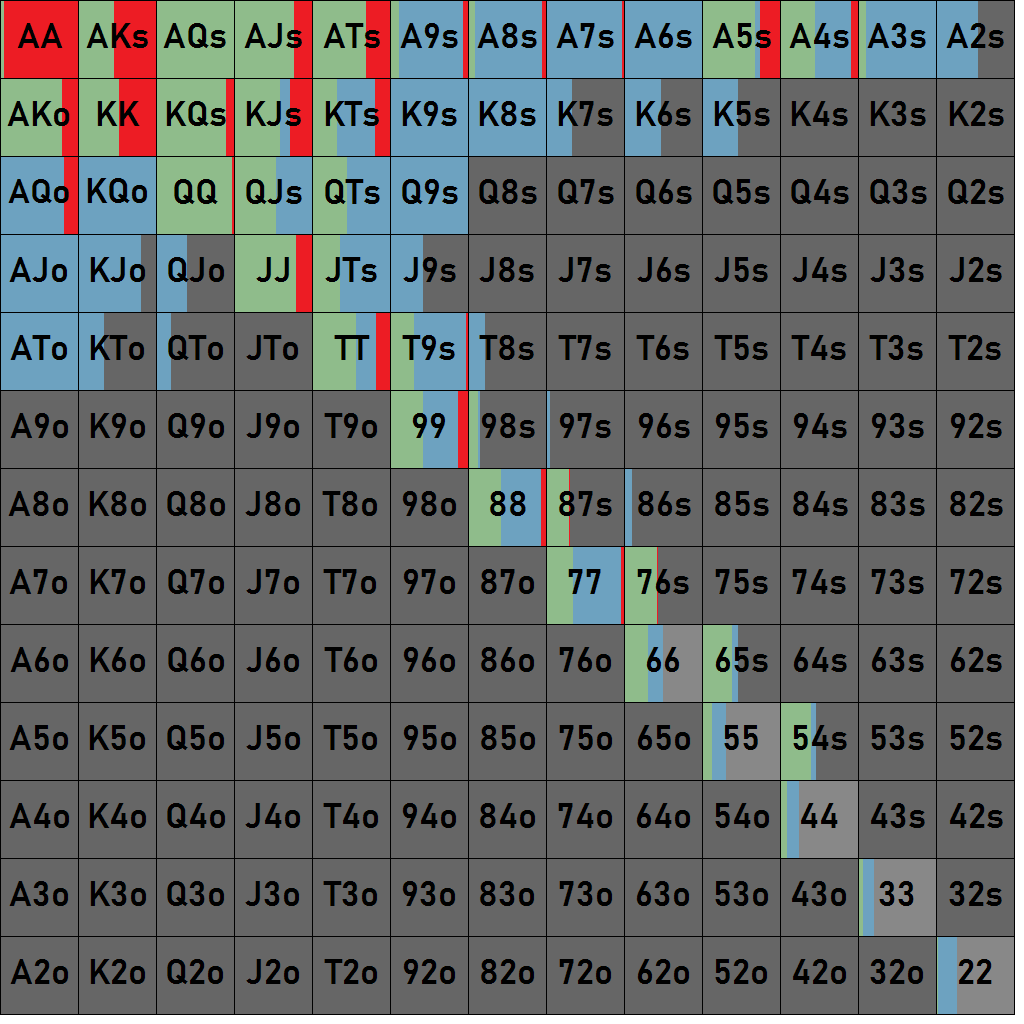 AA AKs AQs AJs ATs A9s A8s A7s A6s A5s A4s A3s A2s
AKo KK KQs KJs KTs K9s K8s K7s K6s K5s K4s K3s K2s
AQo KQo QQ QJs QTs Q9s Q8s Q7s Q6s Q5s Q4s Q3s Q2s
AJo KJo QJo JJ JTs J9s J8s J7s J6s J5s J4s J3s J2s
ATo KTo QTo JTo TT T9s T8s T7s T6s T5s T4s T3s T2s
A9o K9o Q9o J9o T9o 99 98s 97s 96s 95s 94s 93s 92s
A8o K8o Q8o J8o T8o 98o 88 87s 86s 85s 84s 83s 82s
A7o K7o Q7o J7o T7o 97o 87o 77 76s 75s 74s 73s 72s
A6o K6o Q6o J6o T6o 96o 86o 76o 66 65s 64s 63s 62s
A5o K5o Q5o J5o T5o 95o 85o 75o 65o 55 54s 53s 52s
A4o K4o Q4o J4o T4o 94o 84o 74o 64o 54o 44 43s 42s
A3o K3o Q3o J3o T3o 93o 83o 73o 63o 53o 43o 33 32s
A2o K2o Q2o J2o T2o 92o 82o 72o 62o 52o 42o 32o 22